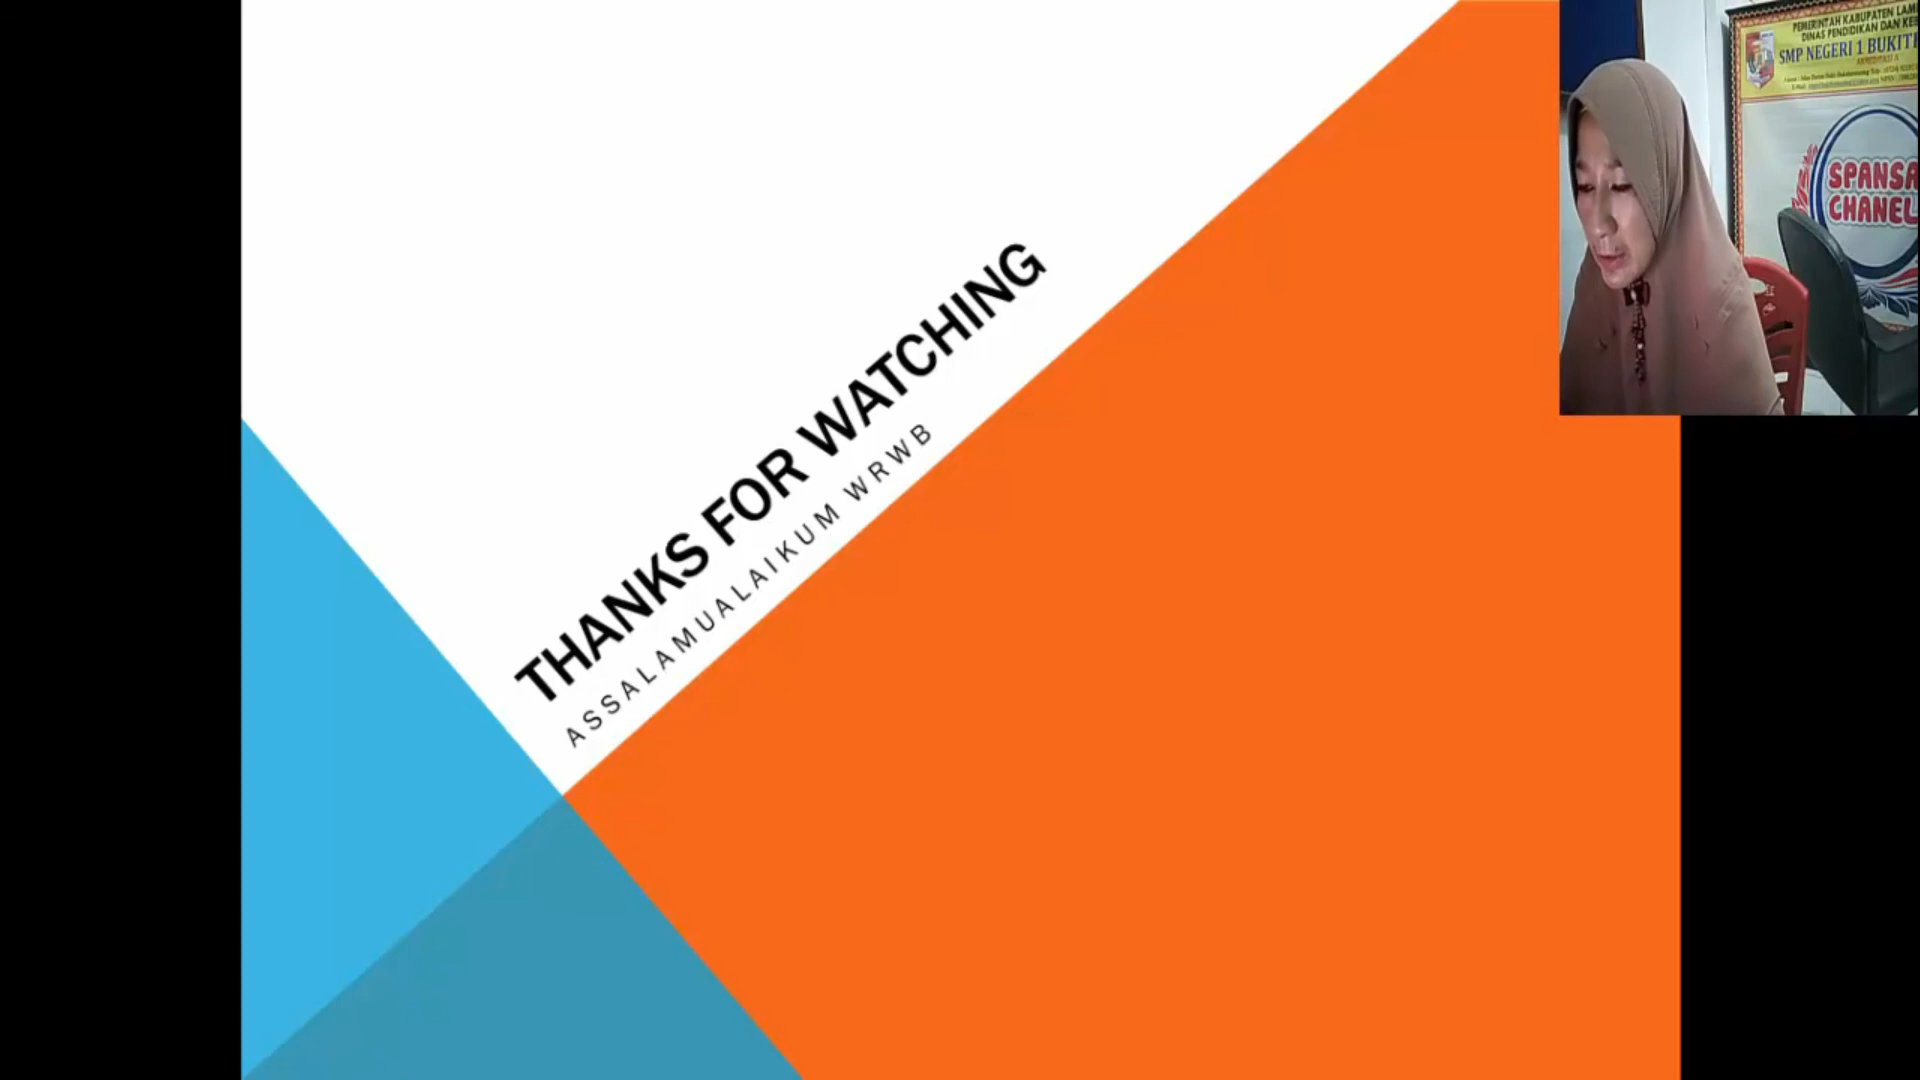 THANKS FOR WATCHING
ASSALAMUALAIKUM WRWB
PEMERINTAH KABUPATEN LAM
DINAS PENDIDIKAN DAN KE
SMP NEGERI 1 BUKIT
SPANSA
CHANEL